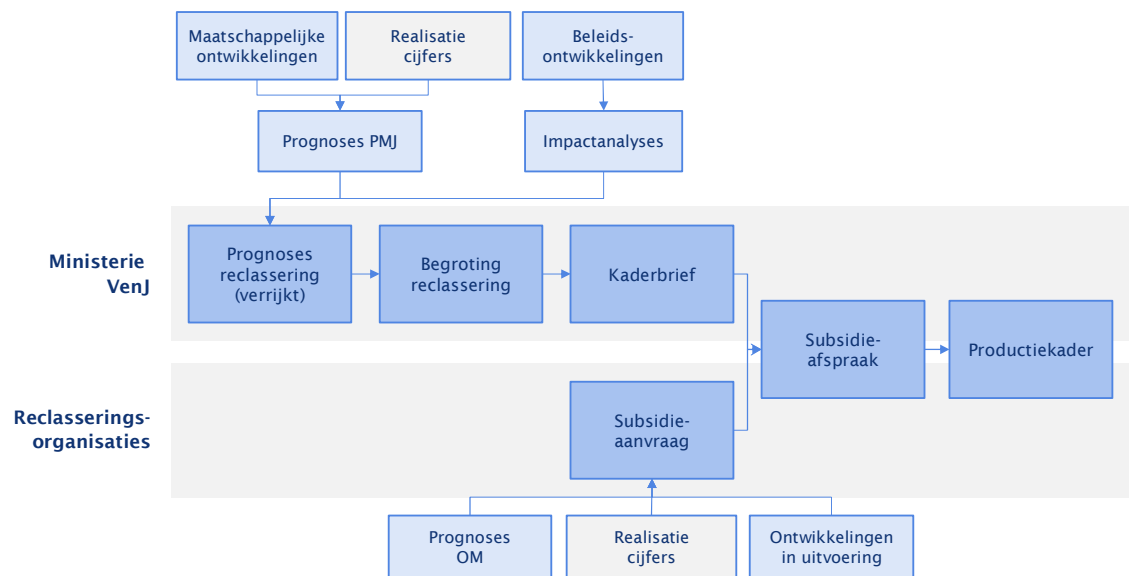 Maatschappelijke
ontwikkelingen
Realisatie
cijfers
Beleids-
ontwikkelingen
Prognoses PMJ
Impactanalyses
Ministerie
VenJ
Prognoses
reclassering
(verrijkt)
Begroting
reclassering
Kaderbrief
Subsidie-
afspraak
Productiekader
Reclasserings-
organisaties
Subsidie-
aanvraag
Prognoses
OM
Realisatie
cijfers
Ontwikkelingen
in uitvoering